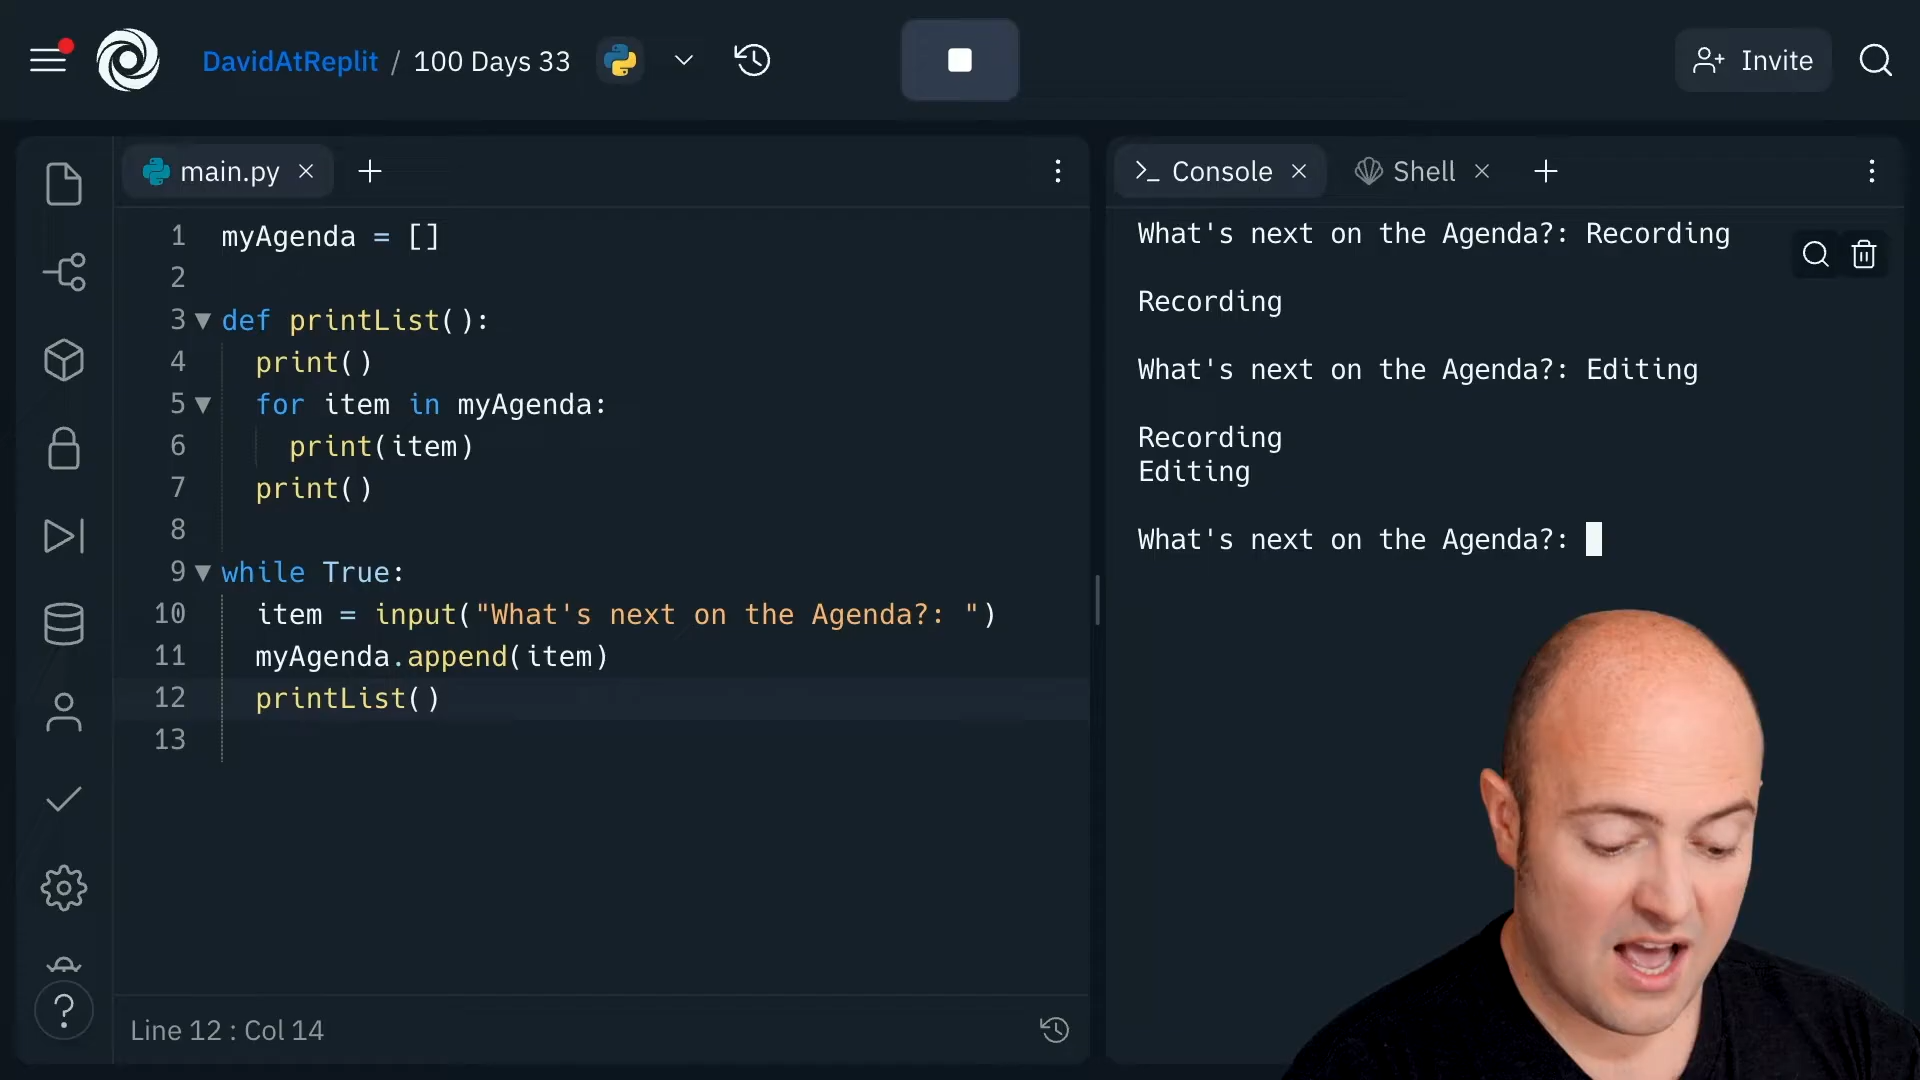 DavidAtReplit / 100 Days 33
Invite
main.py
1 myAgenda = []
2
3 def printList():
4 print()
5 for item in myAgenda:
6 print(item)
7 print()
8
9 while True:
10 item = input("What's next on the Agenda?: ")
11 myAgenda.append(item)
12 printList()
13
Line 12 : Col 14
Console
Shell
What's next on the Agenda?: Recording
Recording
What's next on the Agenda?: Editing
Recording
Editing
What's next on the Agenda?: